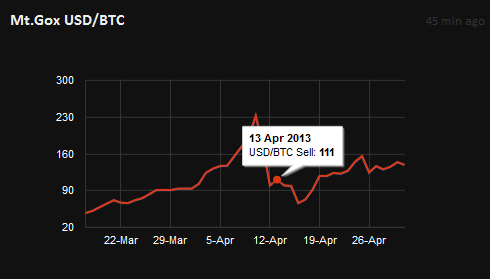 Mt.Gox USD/BTC
45 min ago
300
230
160
90
20
13 Apr 2013
USD/BTC Sell: 111
22-Mar 29-Mar 5-Apr 12-Apr 19-Apr 26-Apr